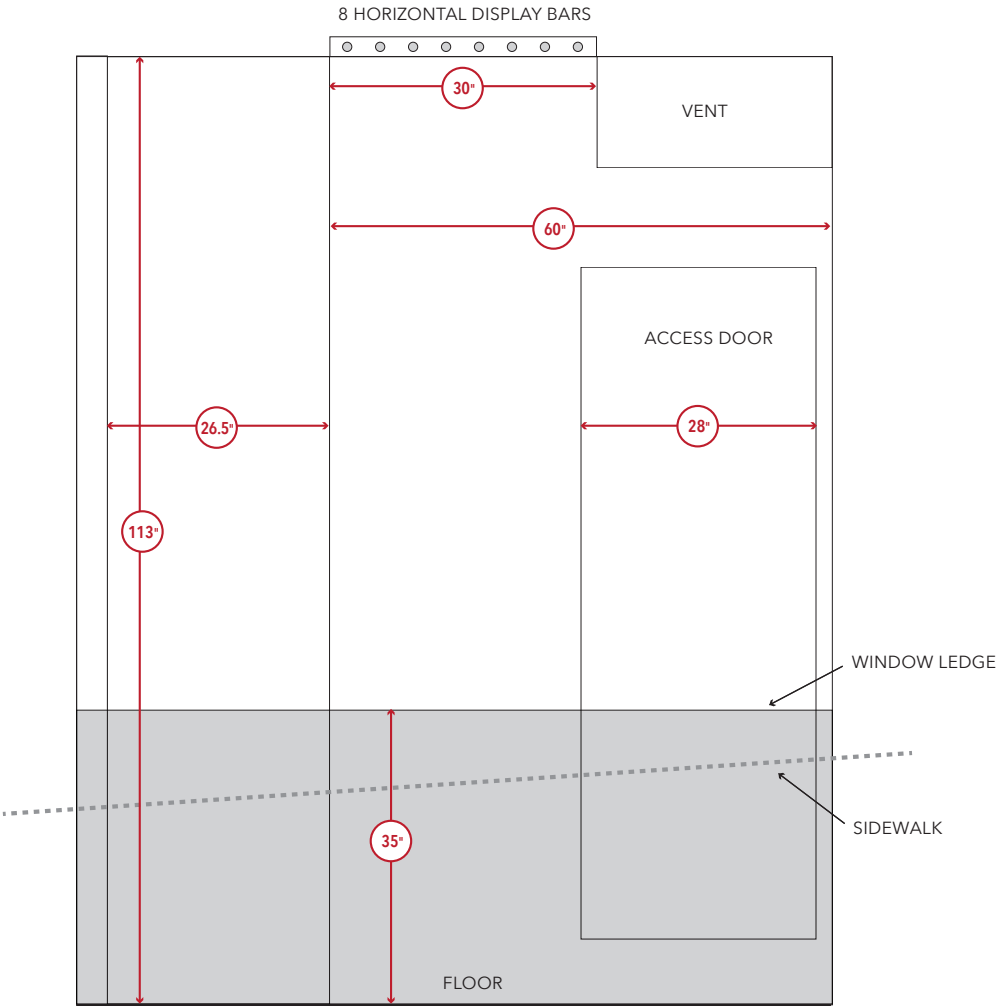 8 HORIZONTAL DISPLAY BARS
30"
VENT
60"
ACCESS DOOR
26.5"
28"
113"
WINDOW LEDGE
SIDEWALK
35"
FLOOR